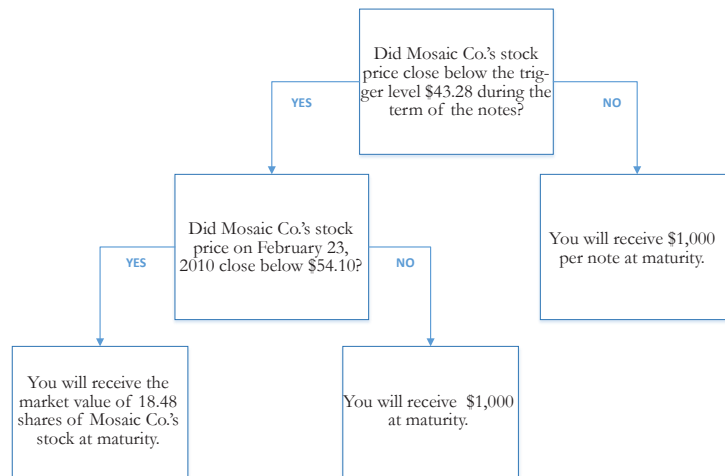 Did Mosaic Co.'s stock
price close below the trig-
ger level $43.28 during the
term of the notes?
YES
NO
Did Mosaic Co.'s stock
price on February 23,
2010 close below $54.10?
You will receive $1,000
per note at maturity.
YES
NO
You will receive the
market value of 18.48
shares of Mosaic Co.'s
stock at maturity.
You will receive $1,000
at maturity.